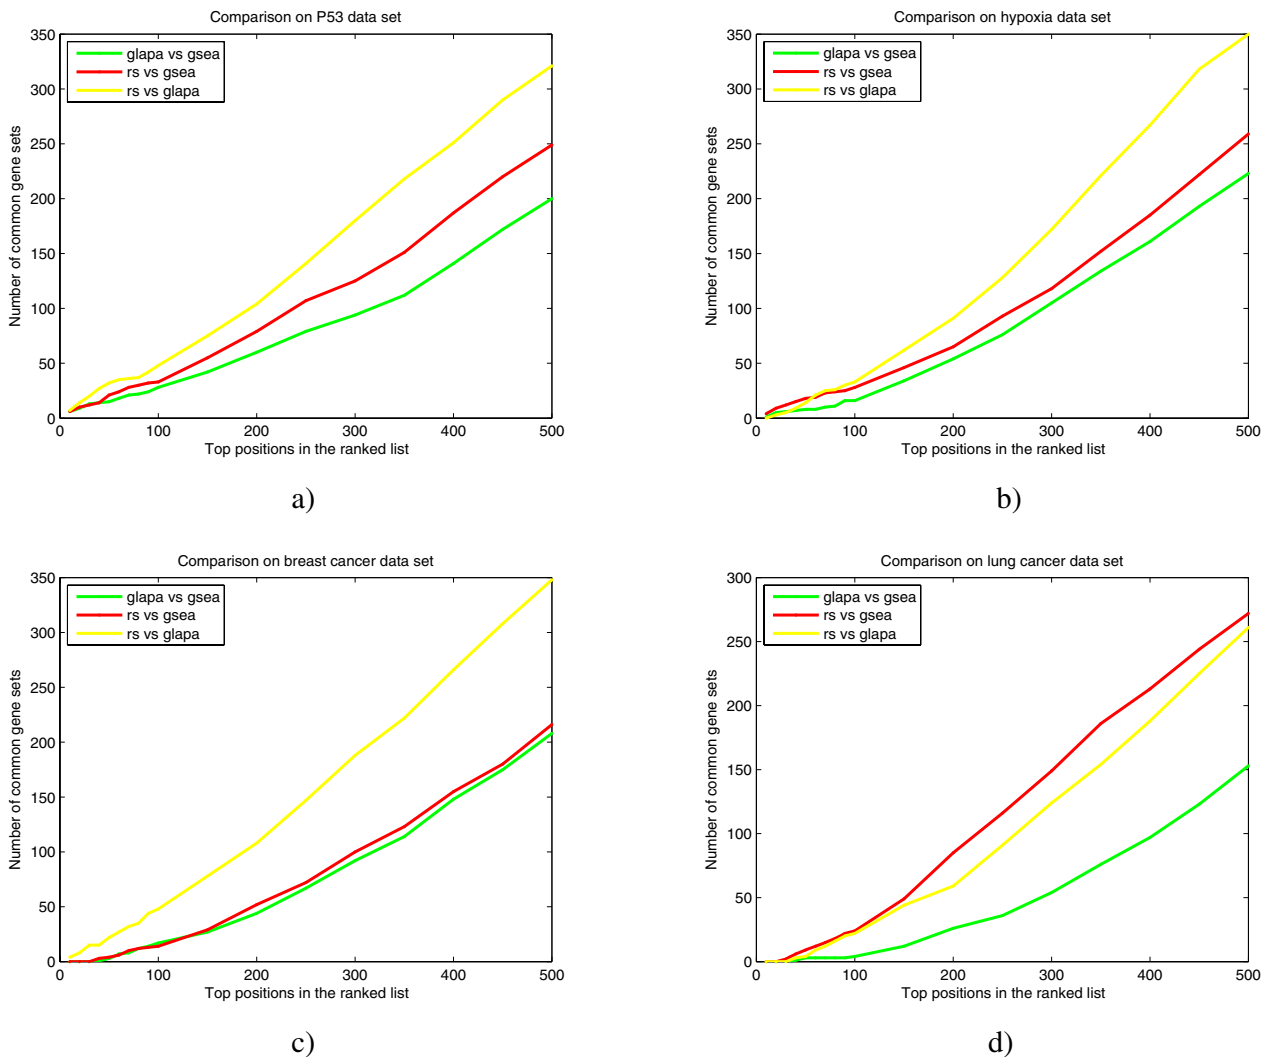 Comparison on P53 data set
glapa vs gsea
rs vs gsea
rs vs glapa
Number of common gene sets
350
300
250
200
150
100
50
0
0 100 200 300 400 500
Top positions in the ranked list
a)
Comparison on hypoxia data set
glapa vs gsea
rs vs gsea
rs vs glapa
Number of common gene sets
350
300
250
200
150
100
50
0
0 100 200 300 400 500
Top positions in the ranked list
b)
Comparison on breast cancer data set
glapa vs gsea
rs vs gsea
rs vs glapa
Number of common gene sets
350
300
250
200
150
100
50
0
0 100 200 300 400 500
Top positions in the ranked list
c)
Comparison on lung cancer data set
glapa vs gsea
rs vs gsea
rs vs glapa
Number of common gene sets
300
250
200
150
100
50
0
0 100 200 300 400 500
Top positions in the ranked list
d)